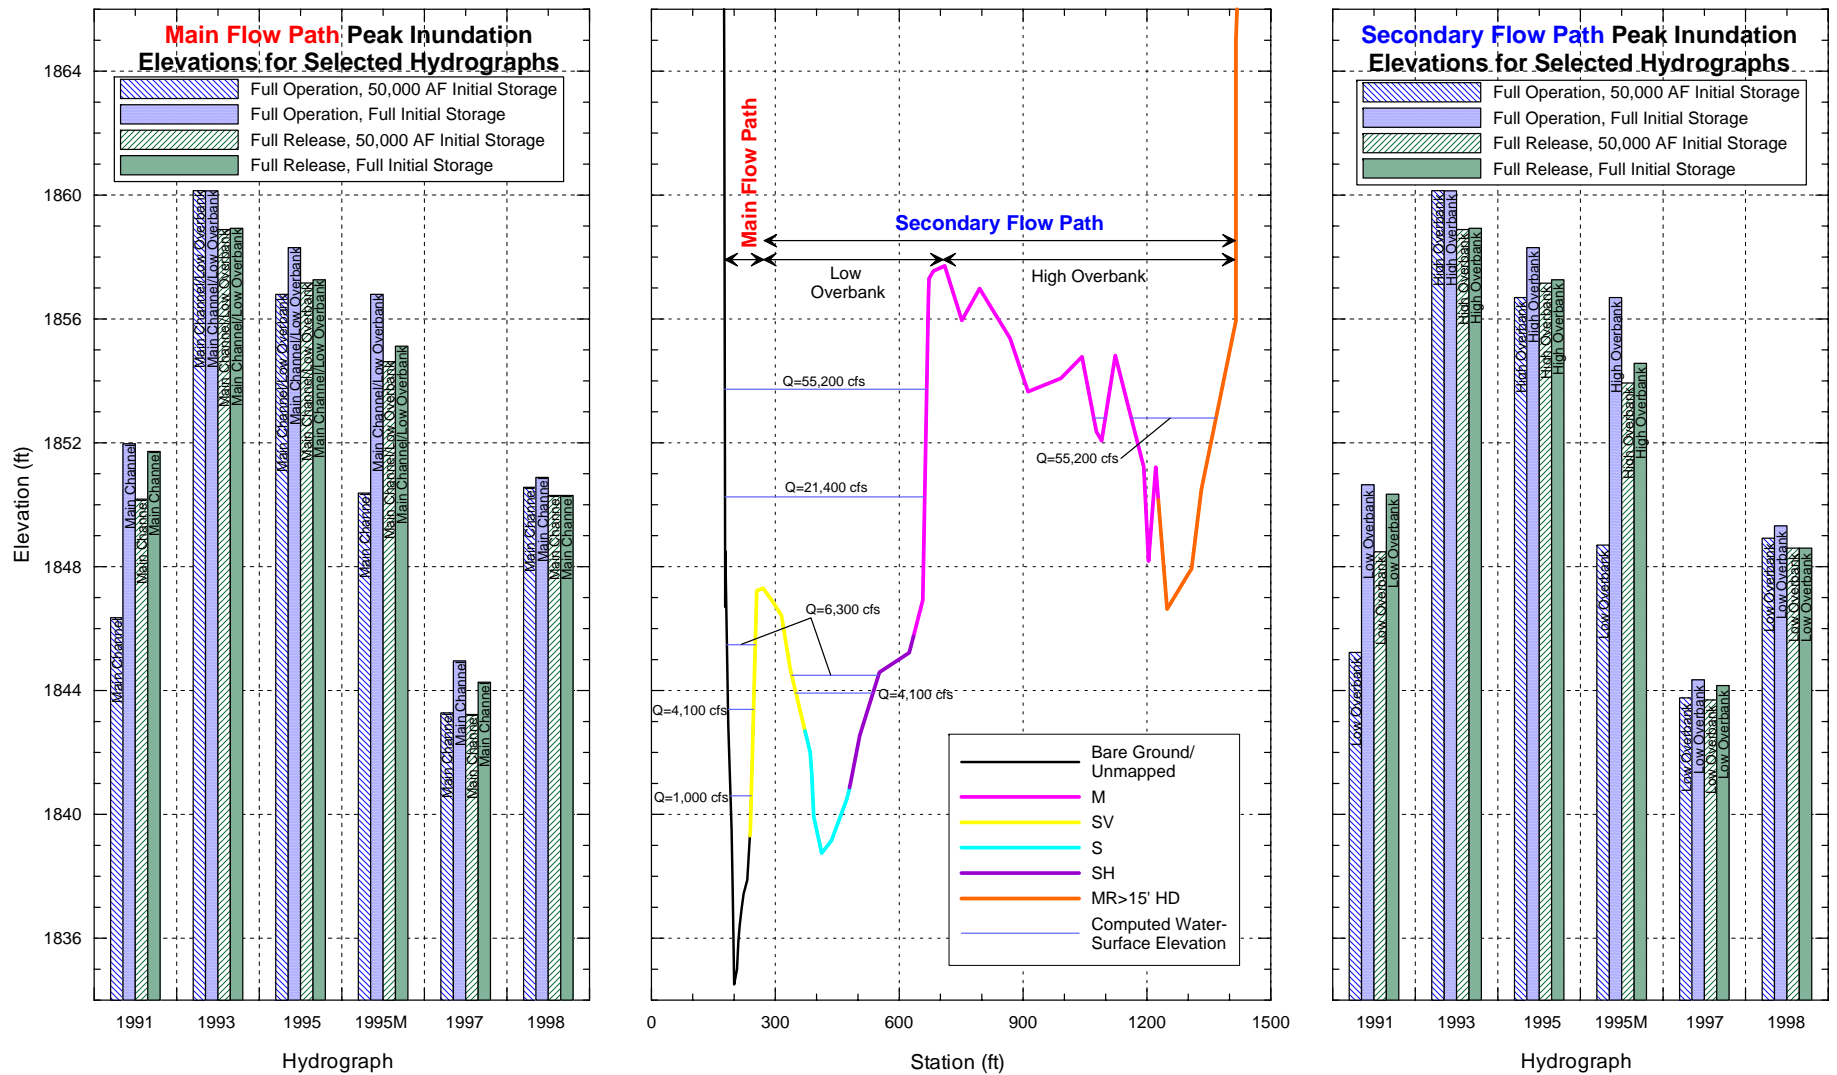 Main Flow Path Peak Inundation
Elevations for Selected Hydrographs
Full Operation, 50,000 AF Initial Storage
Full Operation, Full Initial Storage
Full Release, 50,000 AF Initial Storage
Full Release, Full Initial Storage
Elevation (ft)
1864
1860
1856
1852
1848
1844
1840
1836
Main Channel
Main Channel
Main Channel
Main Channel
Main Channel/Low Overbank
Main Channel/Low Overbank
Main Channel/Low Overbank
Main Channel/Low Overbank
Main Channel/Low Overbank
Main Channel/Low Overbank
Main Channel/Low Overbank
Main Channel/Low Overbank
Main Channel
Main Channel/Low Overbank
Main Channel/Low Overbank
Main Channel/Low Overbank
Main Channel
Main Channel
Main Channel
Main Channel
Main Channel
Main Channel
Main Channel
Main Channel
1991
1993
1995
1995M
1997
1998
Hydrograph
Main Flow Path
Secondary Flow Path
Low
Overbank
High Overbank
Q=55,200 cfs
Q=55,200 cfs
Q=21,400 cfs
Q=6,300 cfs
Q=4,100 cfs
Q=4,100 cfs
Q=1,000 cfs
Bare Ground/
Unmapped
M
SV
S
SH
MR>15' HD
Computed Water-
Surface Elevation
0
300
600
900
1200
1500
Station (ft)
Secondary Flow Path Peak Inundation
Elevations for Selected Hydrographs
Full Operation, 50,000 AF Initial Storage
Full Operation, Full Initial Storage
Full Release, 50,000 AF Initial Storage
Full Release, Full Initial Storage
Low Overbank
Low Overbank
Low Overbank
Low Overbank
High Overbank
High Overbank
High Overbank
High Overbank
High Overbank
High Overbank
High Overbank
High Overbank
Low Overbank
High Overbank
High Overbank
High Overbank
Low Overbank
Low Overbank
Low Overbank
Low Overbank
Low Overbank
Low Overbank
Low Overbank
Low Overbank
1991
1993
1995
1995M
1997
1998
Hydrograph